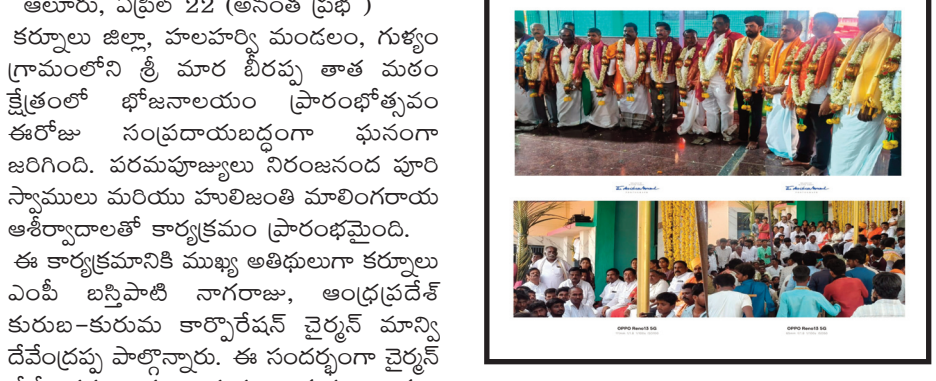 ఆలూరు, ఏప్రిల్ 22 (అనంత ప్రభ )
కర్నూలు జిల్లా, హలహర్వి మండలం, గుళ్యం
గ్రామంలోని శ్రీ మార బీరప్ప తాత మఠం
క్షేత్రంలో భోజనాలయం ప్రారంభోత్సవం
ఈరోజు సంప్రదాయబద్ధంగా ఘనంగా
జరిగింది. పరమపూజ్యులు నిరంజనంద పూరి
స్వాములు మరియు హులిజంతి మాలింగరాయ
ఆశీర్వాదాలతో కార్యక్రమం ప్రారంభమైంది.
ఈ కార్యక్రమానికి ముఖ్య అతిథులుగా కర్నూలు
ఎంపీ బస్తిపాటి నాగరాజు, ఆంధ్రప్రదేశ్
కురుబ-కురుమ కార్పొరేషన్ చైర్మన్ మాన్వి
దేవేంద్రప్ప పాల్గొన్నారు. ఈ సందర్భంగా చైర్మన్
OPPO Reno15 5G
OPPO Reno15 5G